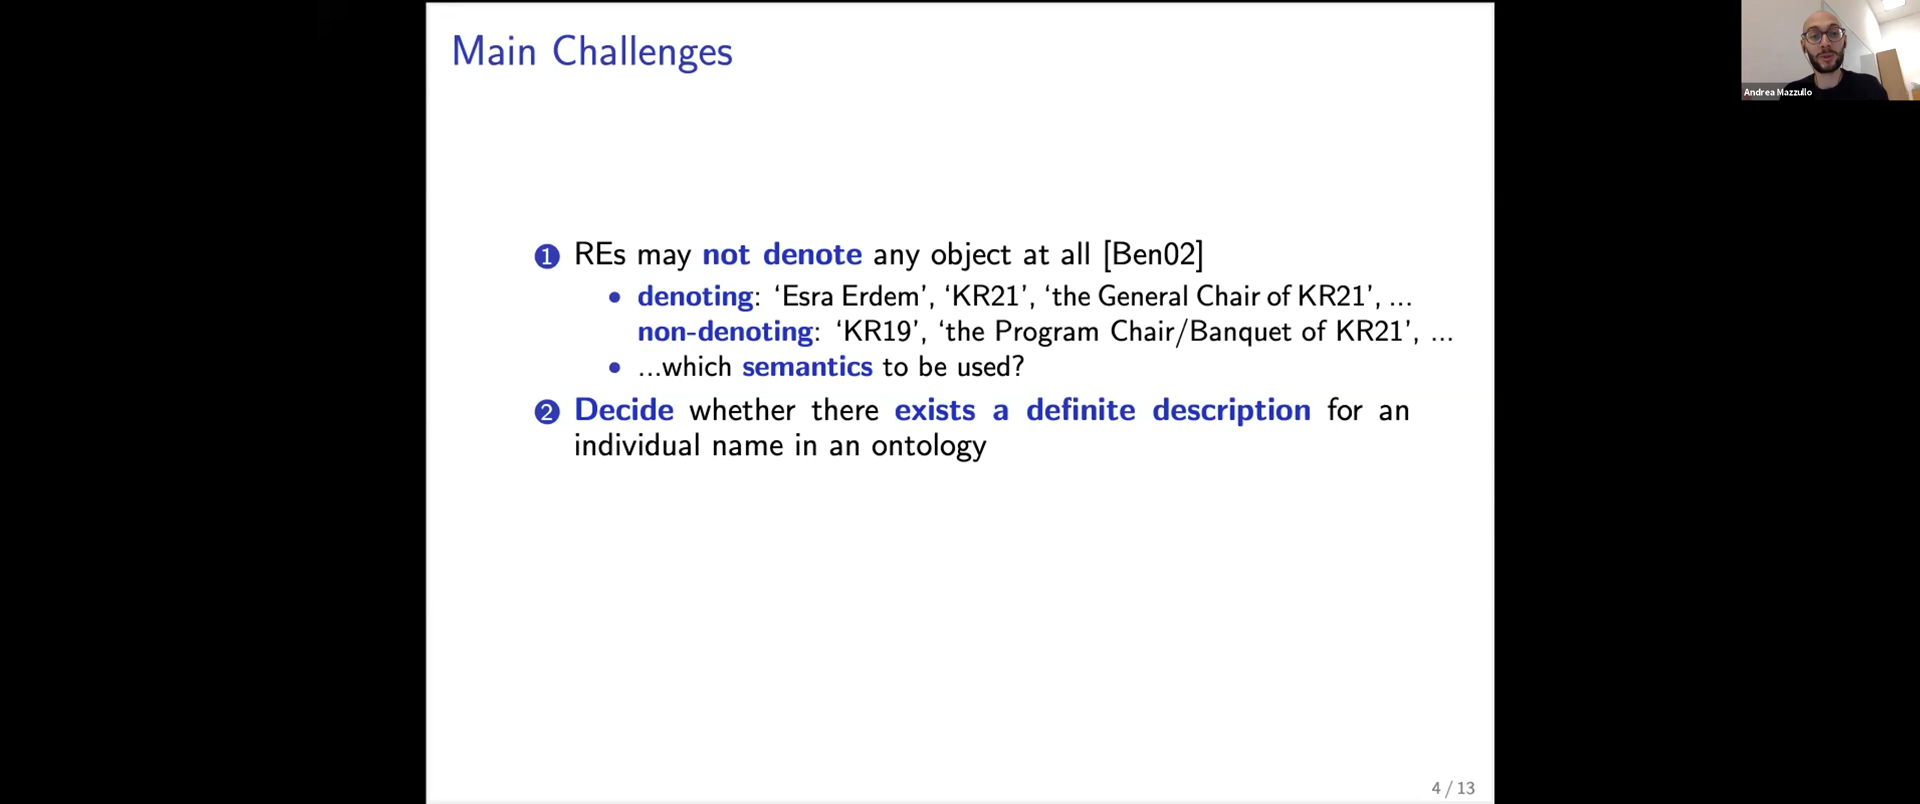 Main Challenges
Andrea Mazzullo
1 REs may not denote any object at all [Ben02]
• denoting: ‘Esra Erdem’, ‘KR21’, ‘the General Chair of KR21’, ...
non-denoting: ‘KR19’, ‘the Program Chair/Banquet of KR21’, ...
• ...which semantics to be used?
2 Decide whether there exists a definite description for an
individual name in an ontology
4 / 13